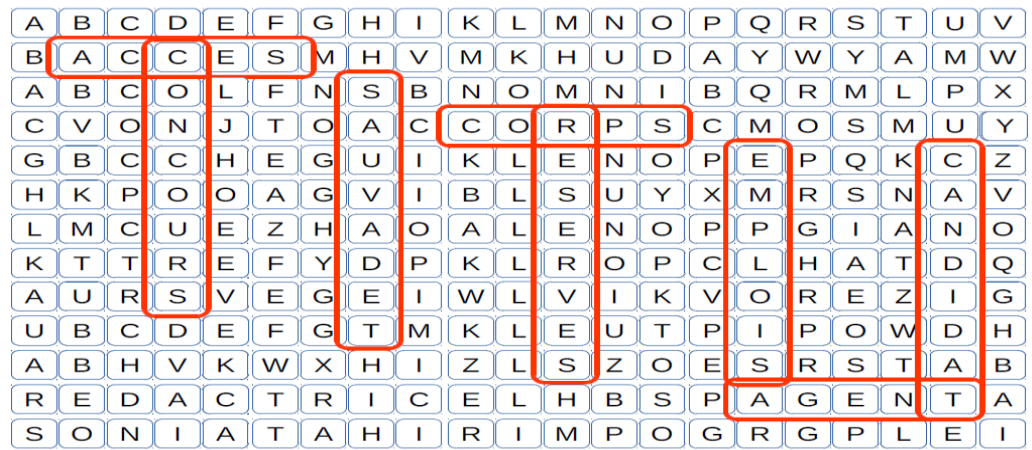 A B C D E F G H I K L M N O P Q R S T U V
B A C C E S M H V M K H U D A Y W Y A M W
A B C O L F N S B N O M N I B Q R M L P X
C V O N J T O A C C O R P S C M O S M U Y
G B C C H E G U I K L E N O P E P Q K C Z
H K P O O A G V I B L S U Y X M R S N A V
L M C U E Z H A O A L E N O P P G I A N O
K T T R E F Y D P K L R O P C L H A T D Q
A U R S V E G E I W L V I K V O R E Z I G
U B C D E F G T M K L E U T P I P O W D H
A B H V K W X H I Z L S Z O E S R S T A B
R E D A C T R I C E L H B S P A G E N T A
S O N I A T A H I R I M P O G R G P L E I